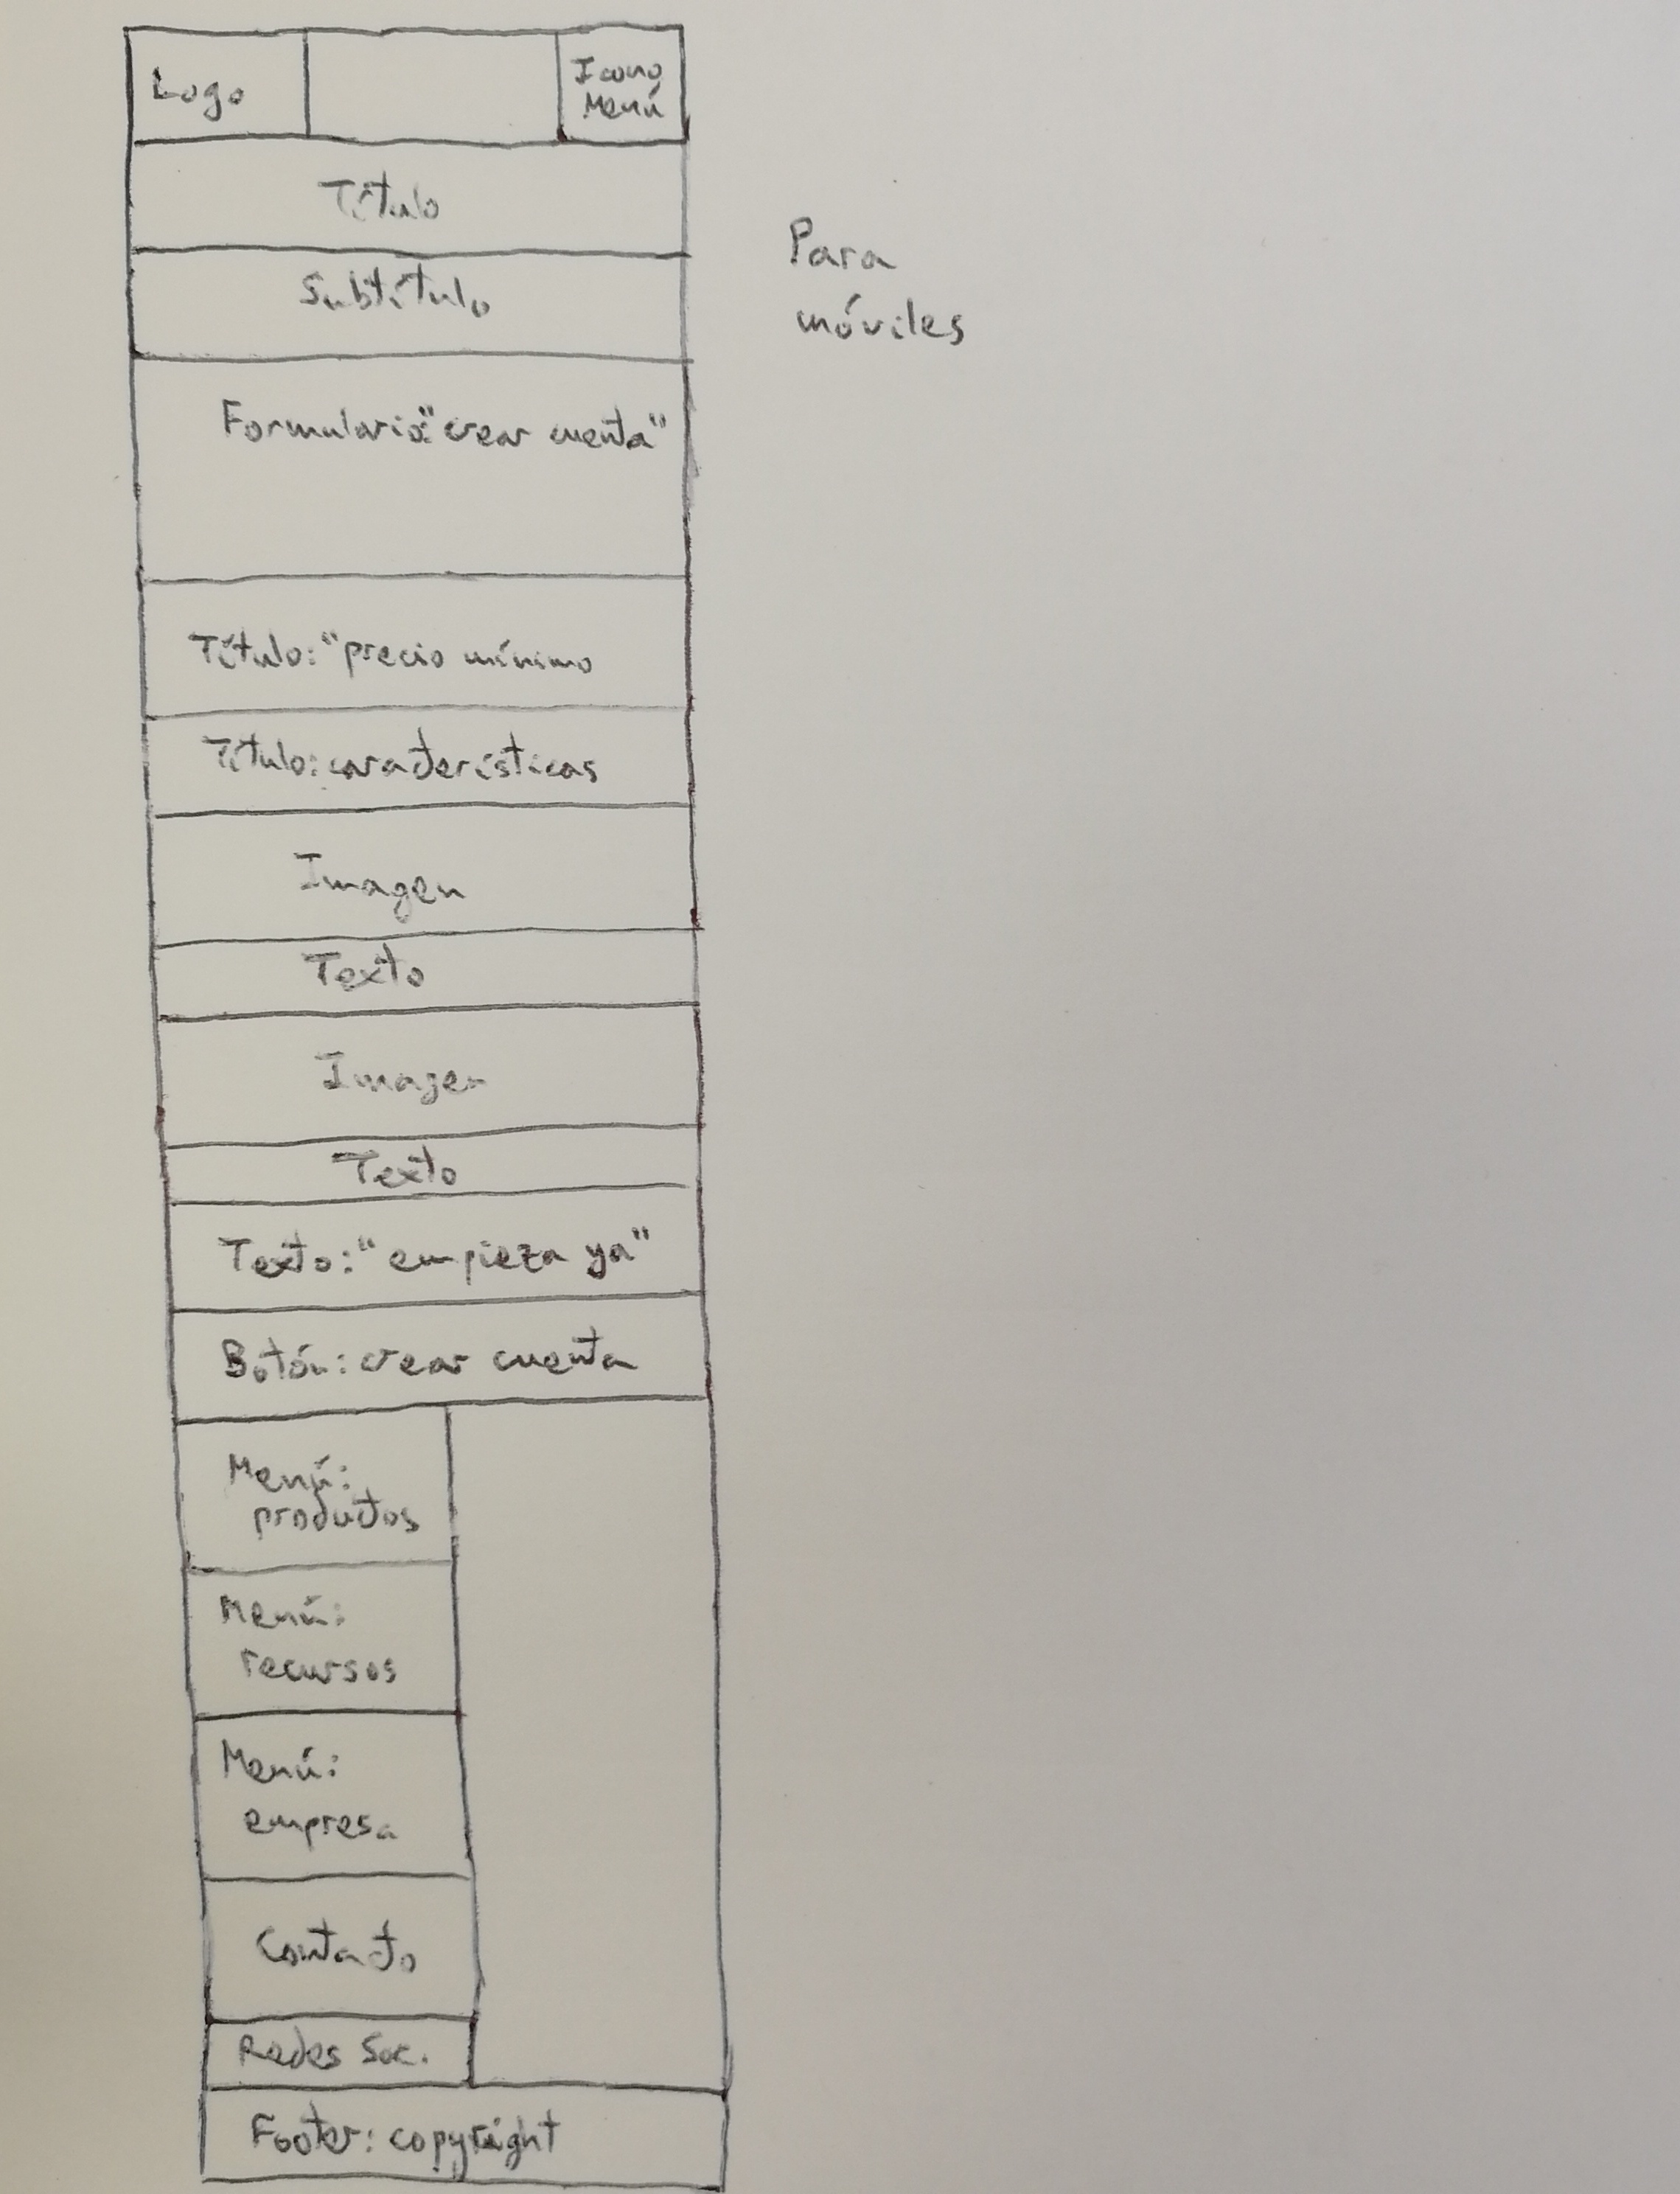 Logo
Icono
Menú
Título
Subtítulo
Para
móviles
Formulario: "crear cuenta"
Título: "precio mínimo
Título: características
Imagen
Texto
Imagen
Texto
Texto: "empieza ya"
Botón: crear cuenta
Menú:
productos
Menú:
recursos
Menú:
empresa
Contacto
Redes Soc.
Footer: copyright